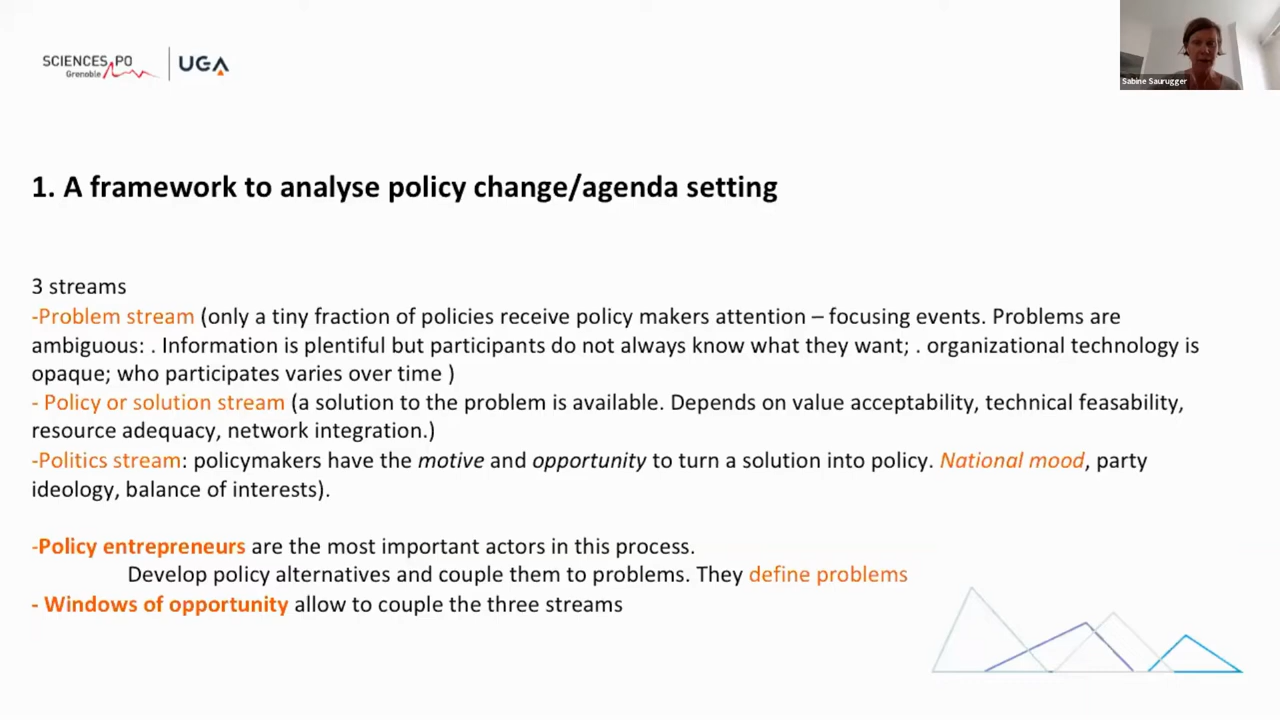 SCIENCES PO
Grenoble
UGA
Sabine Saurugger
1. A framework to analyse policy change/agenda setting
3 streams
-Problem stream (only a tiny fraction of policies receive policy makers attention – focusing events. Problems are
ambiguous: . Information is plentiful but participants do not always know what they want; . organizational technology is
opaque; who participates varies over time )
- Policy or solution stream (a solution to the problem is available. Depends on value acceptability, technical feasability,
resource adequacy, network integration.)
-Politics stream: policymakers have the motive and opportunity to turn a solution into policy. National mood, party
ideology, balance of interests).
-Policy entrepreneurs are the most important actors in this process.
Develop policy alternatives and couple them to problems. They define problems
- Windows of opportunity allow to couple the three streams